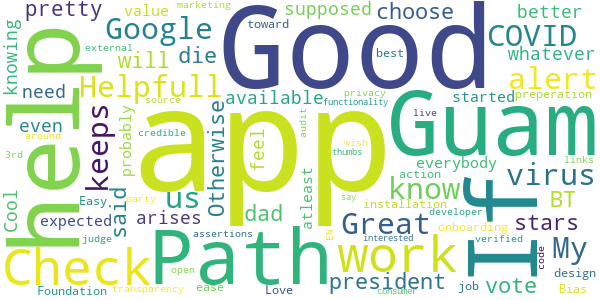 pretty
value
marketing
Google
will
die
Good
toward
best
supposed
choose
COVID
better
whatever
knowing
need
Helpfull
alert
help
even
keeps
available
source
privacy
functionality
started
preperation
around
probably
credible
Otherwise
app
feel
audit
live
Guam
links
Cool
3rd
said
us
wish
thumbs
everybody
action
know
virus
Easy
party
arises
dad
atleast
say
installation
developer
BT
expected
judge
assertions
Great
onboarding
stars
If
Check
Path
work
EN
interested
verified
code
My
open
president
job
vote
design
Foundation
transparency
ease
Love
consumer
Bias
external